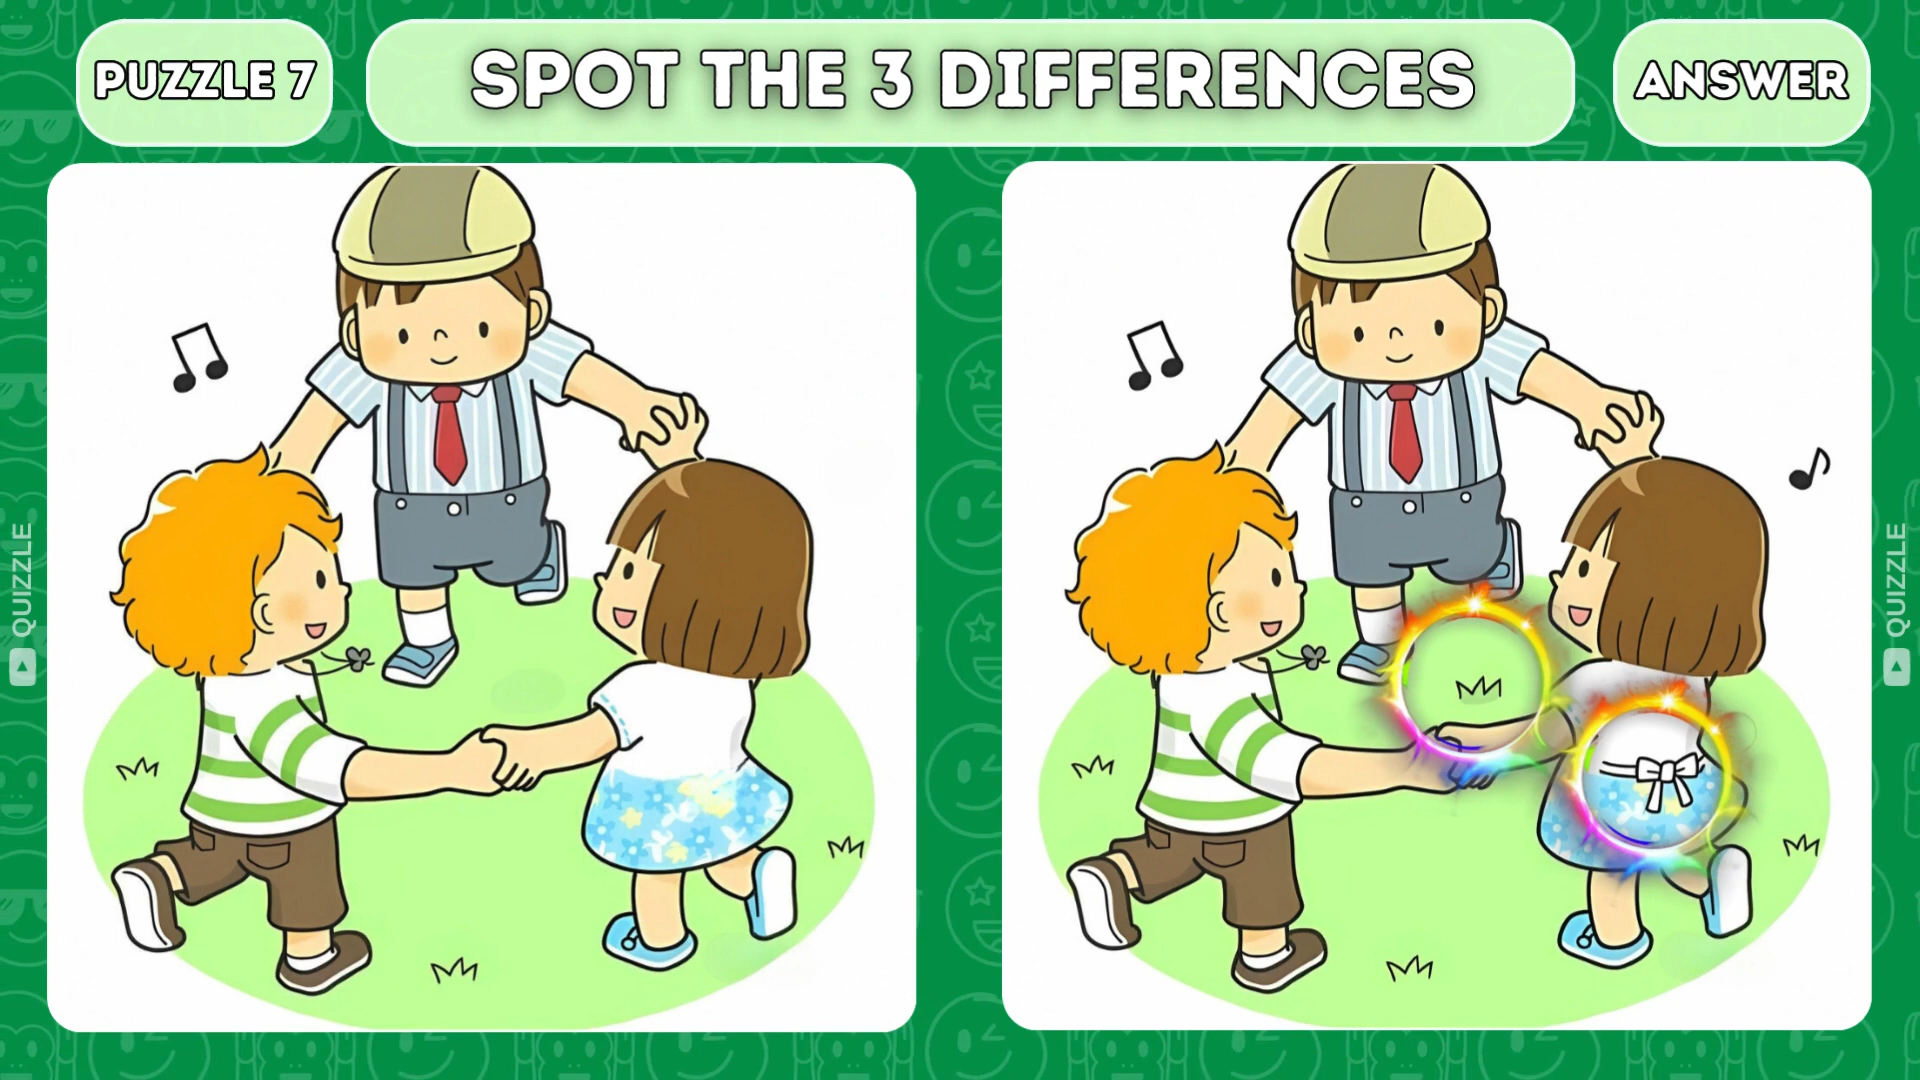 PUZZLE 7
SPOT THE 3 DIFFERENCES
ANSWER
QUIZZLE
QUIZZLE